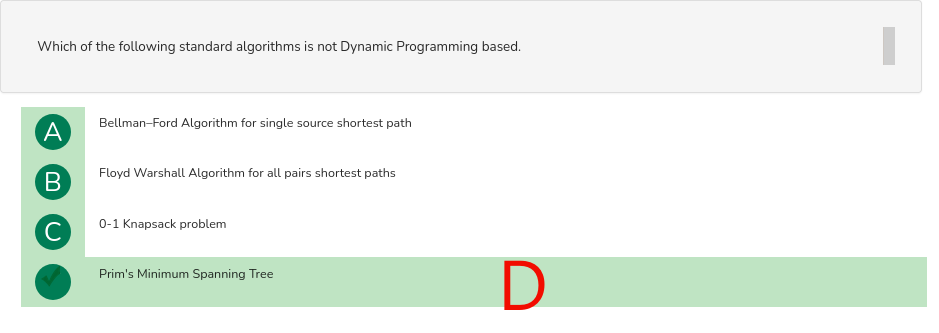 Which of the following standard algorithms is not Dynamic Programming based.
A Bellman–Ford Algorithm for single source shortest path
B Floyd Warshall Algorithm for all pairs shortest paths
C 0-1 Knapsack problem
Prim's Minimum Spanning Tree D